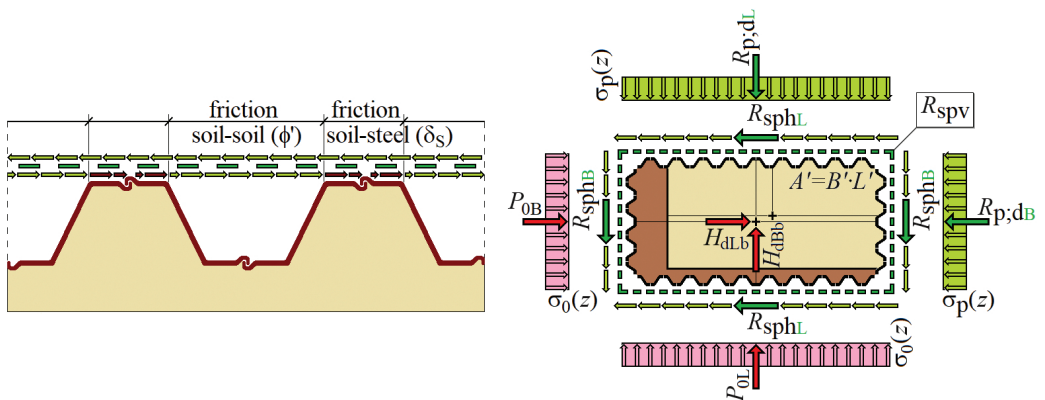 friction
soil-soil (ϕ')
friction
soil-steel (δS)
σp(z)
Rp;dL
RsphL
Rspv
P0B
RsphB
A'=B'·L'
HdLb
HdBb
RsphB
Rp;dB
σ0(z)
σp(z)
RsphL
P0L
σ0(z)